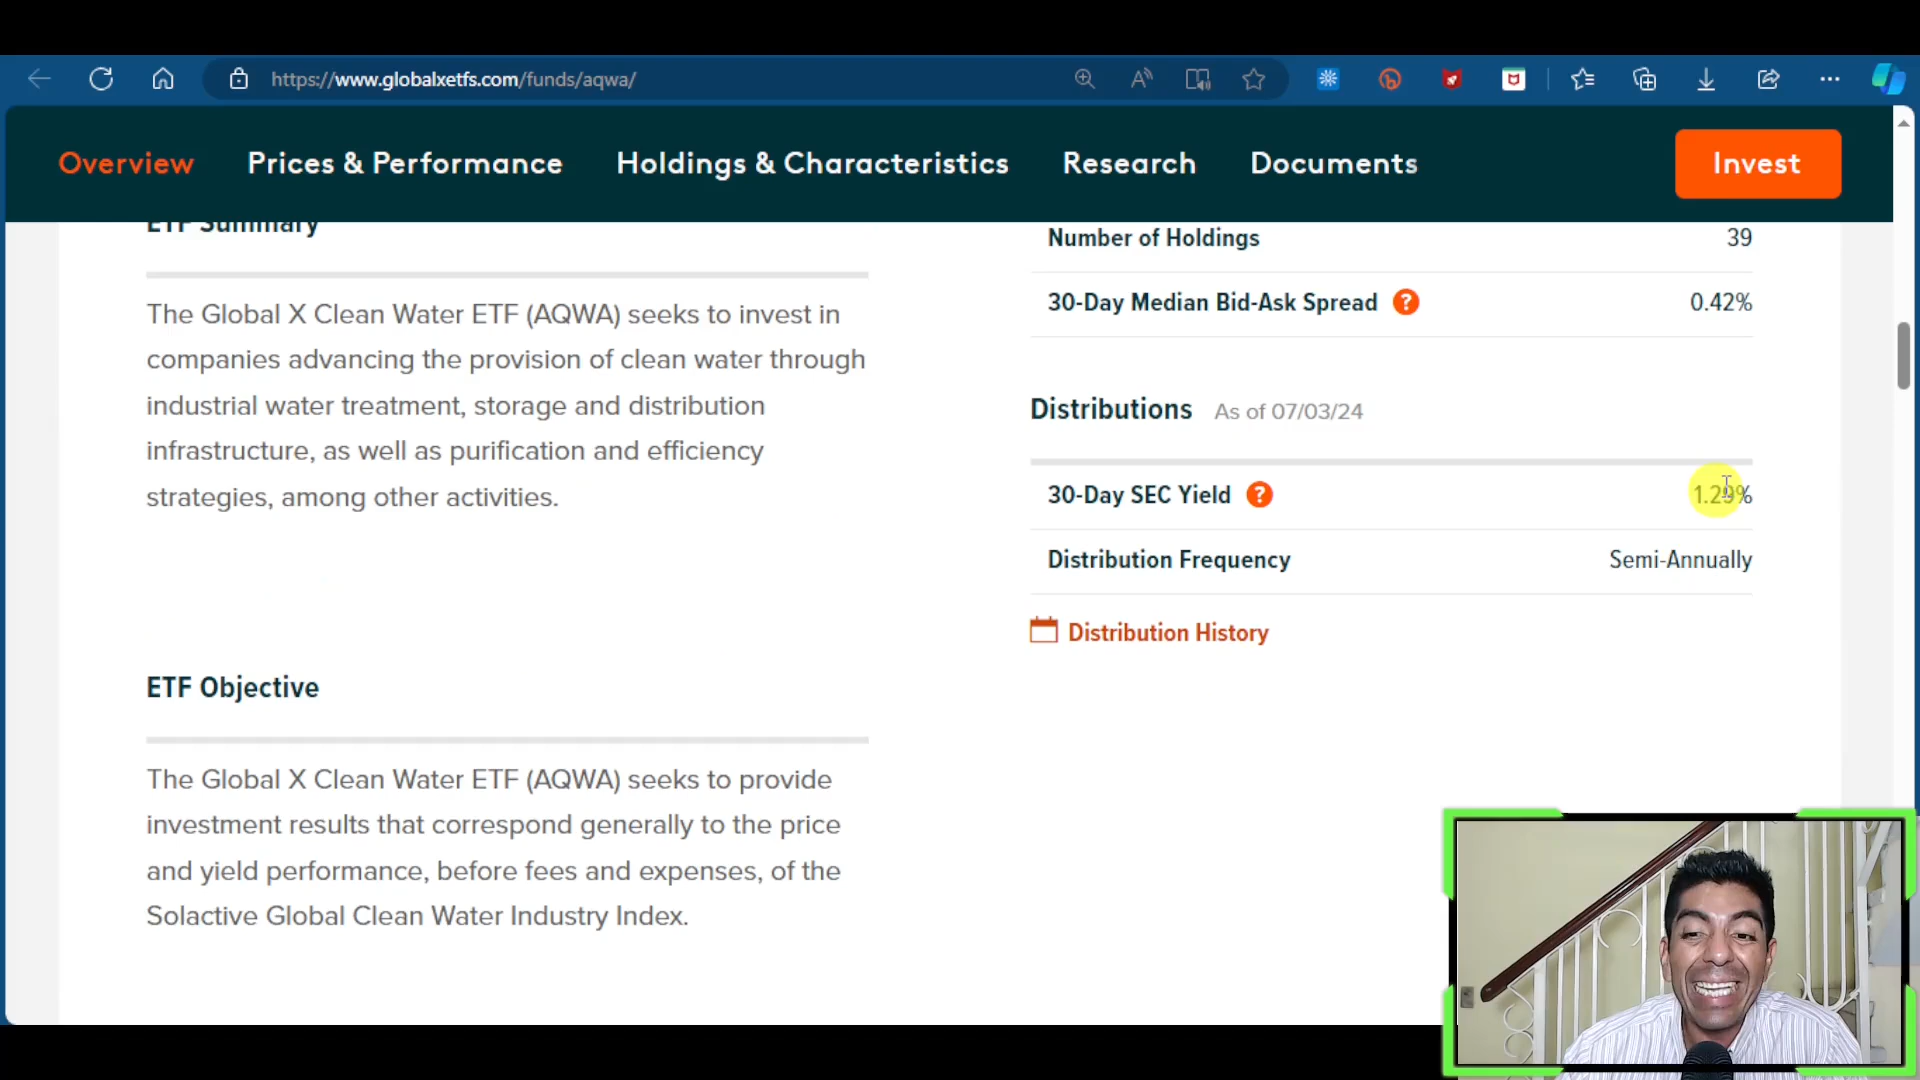 https://www.globalxetfs.com/funds/aqwa/
Overview
Prices & Performance
Holdings & Characteristics
Research
Documents
Invest
ETF Summary
The Global X Clean Water ETF (AQWA) seeks to invest in
companies advancing the provision of clean water through
industrial water treatment, storage and distribution
infrastructure, as well as purification and efficiency
strategies, among other activities.
ETF Objective
The Global X Clean Water ETF (AQWA) seeks to provide
investment results that correspond generally to the price
and yield performance, before fees and expenses, of the
Solactive Global Clean Water Industry Index.
Number of Holdings 39
30-Day Median Bid-Ask Spread ? 0.42%
Distributions As of 07/03/24
30-Day SEC Yield ? 1.29%
Distribution Frequency Semi-Annually
Distribution History